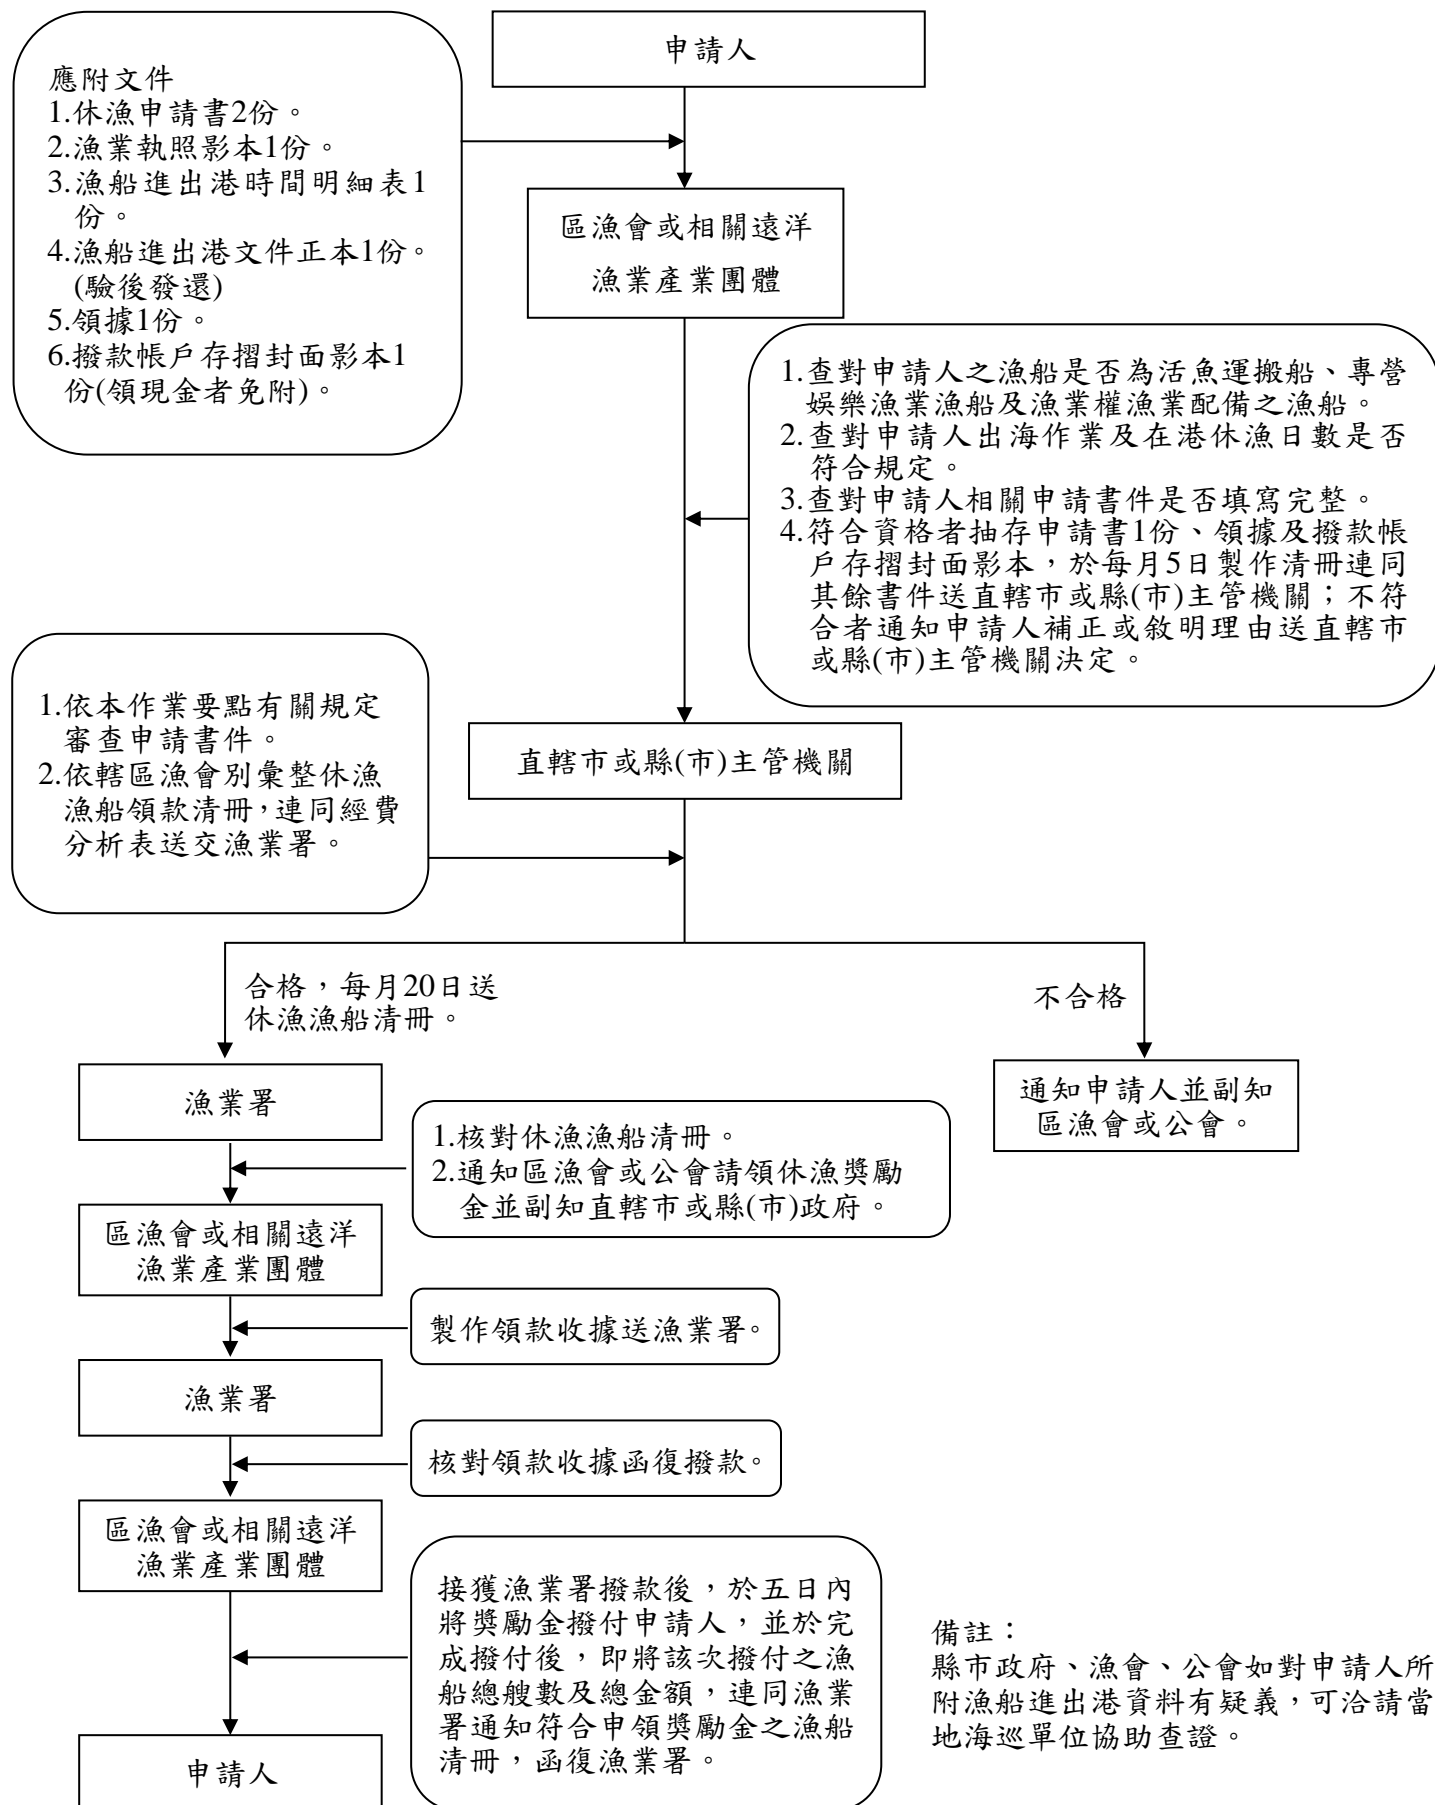 申請人
應附文件
1.休漁申請書2份。
2.漁業執照影本1份。
3.漁船進出港時間明細表1
份。
4.漁船進出港文件正本1份。
(驗後發還)
5.領據1份。
6.撥款帳戶存摺封面影本1
份(領現金者免附)。
區漁會或相關遠洋
漁業產業團體
1.查對申請人之漁船是否為活魚運搬船、專營
娛樂漁業漁船及漁業權漁業配備之漁船。
2.查對申請人出海作業及在港休漁日數是否
符合規定。
3.查對申請人相關申請書件是否填寫完整。
4.符合資格者抽存申請書1份、領據及撥款帳
戶存摺封面影本，於每月5日製作清冊連同
其餘書件送直轄市或縣(市)主管機關；不符
合者通知申請人補正或敘明理由送直轄市
或縣(市)主管機關決定。
1.依本作業要點有關規定
審查申請書件。
2.依轄區漁會別彙整休漁
漁船領款清冊，連同經費
分析表送交漁業署。
直轄市或縣(市)主管機關
合格，每月20日送
休漁漁船清冊。
不合格
漁業署
通知申請人並副知
區漁會或公會。
1.核對休漁漁船清冊。
2.通知區漁會或公會請領休漁獎勵
金並副知直轄市或縣(市)政府。
區漁會或相關遠洋
漁業產業團體
製作領款收據送漁業署。
漁業署
核對領款收據函復撥款。
區漁會或相關遠洋
漁業產業團體
接獲漁業署撥款後，於五日內
將獎勵金撥付申請人，並於完
成撥付後，即將該次撥付之漁
船總艘數及總金額，連同漁業
署通知符合申領獎勵金之漁船
清冊，函復漁業署。
備註：
縣市政府、漁會、公會如對申請人所
附漁船進出港資料有疑義，可洽請當
地海巡單位協助查證。
申請人